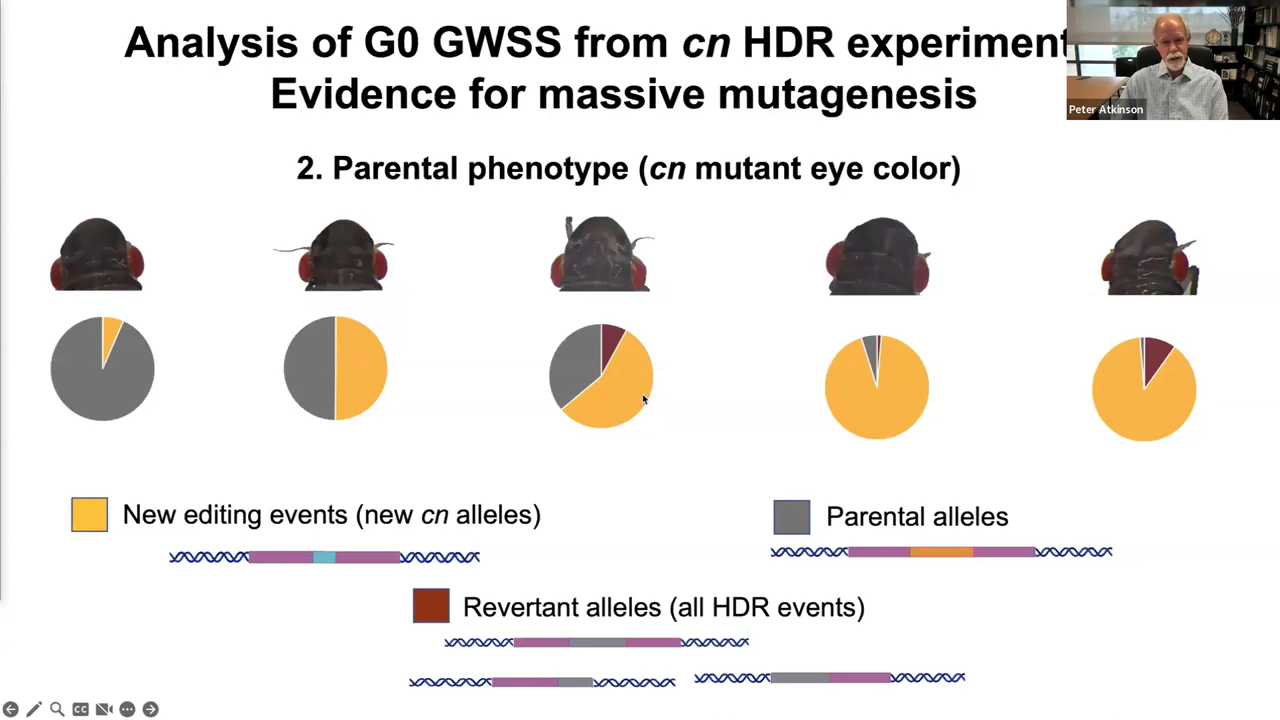 Analysis of G0 GWSS from cn HDR experiment
Evidence for massive mutagenesis
Peter Atkinson
2. Parental phenotype (cn mutant eye color)
New editing events (new cn alleles)
Parental alleles
Revertant alleles (all HDR events)
CC